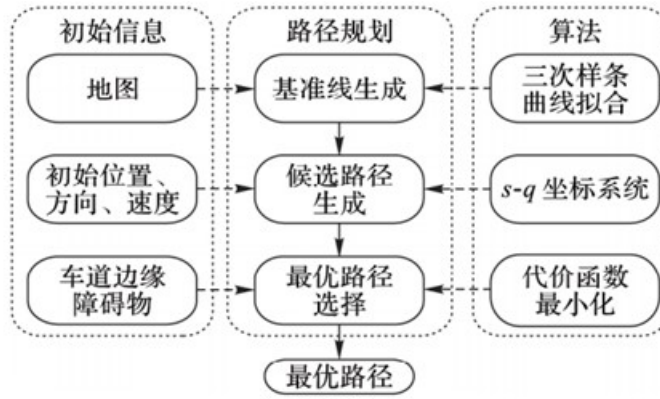 初始信息
路径规划
算法
地图
基准线生成
三次样条
曲线拟合
初始位置、
方向、速度
候选路径
生成
s-q 坐标系统
车道边缘
障碍物
最优路径
选择
代价函数
最小化
最优路径